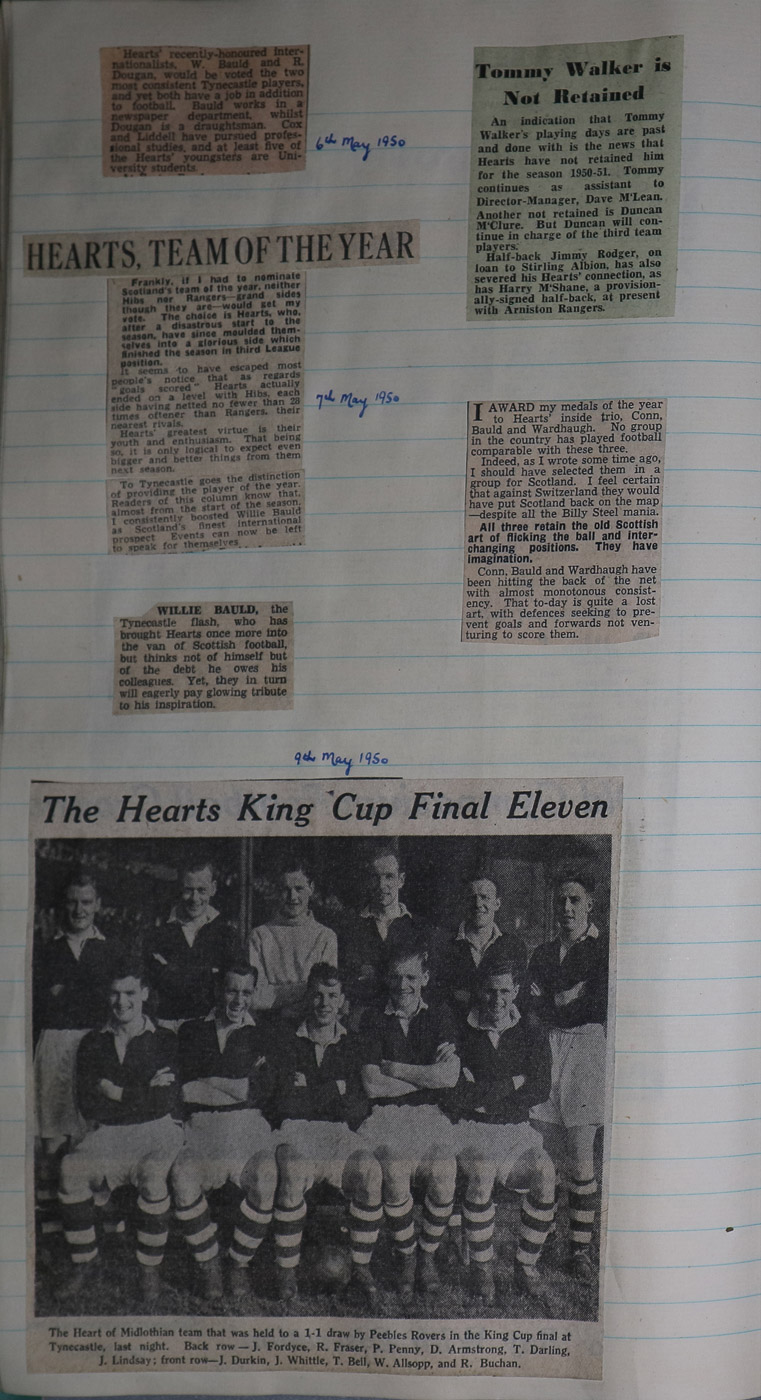 Hearts' recently-honoured inter-
nationalists, W. Bauld and R.
Dougan, would be voted the two
most consistent Tynecastle players,
and yet both have a job in addition
to football. Bauld works in a
newspaper department, whilst
Dougan is a draughtsman. Cox
and Liddell have pursued profes-
sional studies, and at least five of
the Hearts' youngsters are Uni-
versity students.
6th May 1950
HEARTS, TEAM OF THE YEAR
Frankly, if I had to nominate
Scotland's team of the year, neither
Hibs nor Rangers—grand sides
though they are—would get my
vote. The choice is Hearts, who,
after a disastrous start to the
season, have since moulded them-
selves into a glorious side which
finished the season in third League
position.
It seems to have escaped most
people's notice that as regards
"goals scored" Hearts actually
ended on a level with Hibs, each
side having netted no fewer than 28
times oftener than Rangers, their
nearest rivals.
Hearts' greatest virtue is their
youth and enthusiasm. That being
so, it is only logical to expect even
bigger and better things from them
next season.
To Tynecastle goes the distinction
of providing the player of the year.
Readers of this column know that,
almost from the start of the season,
I consistently boosted Willie Bauld
as Scotland's finest international
prospect. Events can now be left
to speak for themselves
7th May 1950
WILLIE BAULD, the
Tynecastle flash, who has
brought Hearts once more into
the van of Scottish football,
but thinks not of himself but
of the debt he owes his
colleagues. Yet, they in turn
will eagerly pay glowing tribute
to his inspiration.
Tommy Walker is
Not Retained
An indication that Tommy
Walker's playing days are past
and done with is the news that
Hearts have not retained him
for the season 1950-51. Tommy
continues as assistant to
Director-Manager, Dave M'Lean.
Another not retained is Duncan
M'Clure. But Duncan will con-
tinue in charge of the third team
players.
Half-back Jimmy Rodger, on
loan to Stirling Albion, has also
severed his Hearts' connection, as
has Harry M'Shane, a provision-
ally-signed half-back, at present
with Arniston Rangers.
I AWARD my medals of the year
to Hearts' inside trio, Conn,
Bauld and Wardhaugh. No group
in the country has played football
comparable with these three.
Indeed, as I wrote some time ago,
I should have selected them in a
group for Scotland. I feel certain
that against Switzerland they would
have put Scotland back on the map
—despite all the Billy Steel mania.
All three retain the old Scottish
art of flicking the ball and inter-
changing positions. They have
imagination.
Conn, Bauld and Wardhaugh have
been hitting the back of the net
with almost monotonous consist-
ency. That to-day is quite a lost
art, with defences seeking to pre-
vent goals and forwards not ven-
turing to score them.
9th May 1950
The Hearts King Cup Final Eleven
The Heart of Midlothian team that was held to a 1-1 draw by Peebles Rovers in the King Cup final at
Tynecastle, last night. Back row — J. Fordyce, R. Fraser, P. Penny, D. Armstrong, T. Darling,
J. Lindsay; front row—J. Durkin, J. Whittle, T. Bell, W. Allsopp, and R. Buchan.